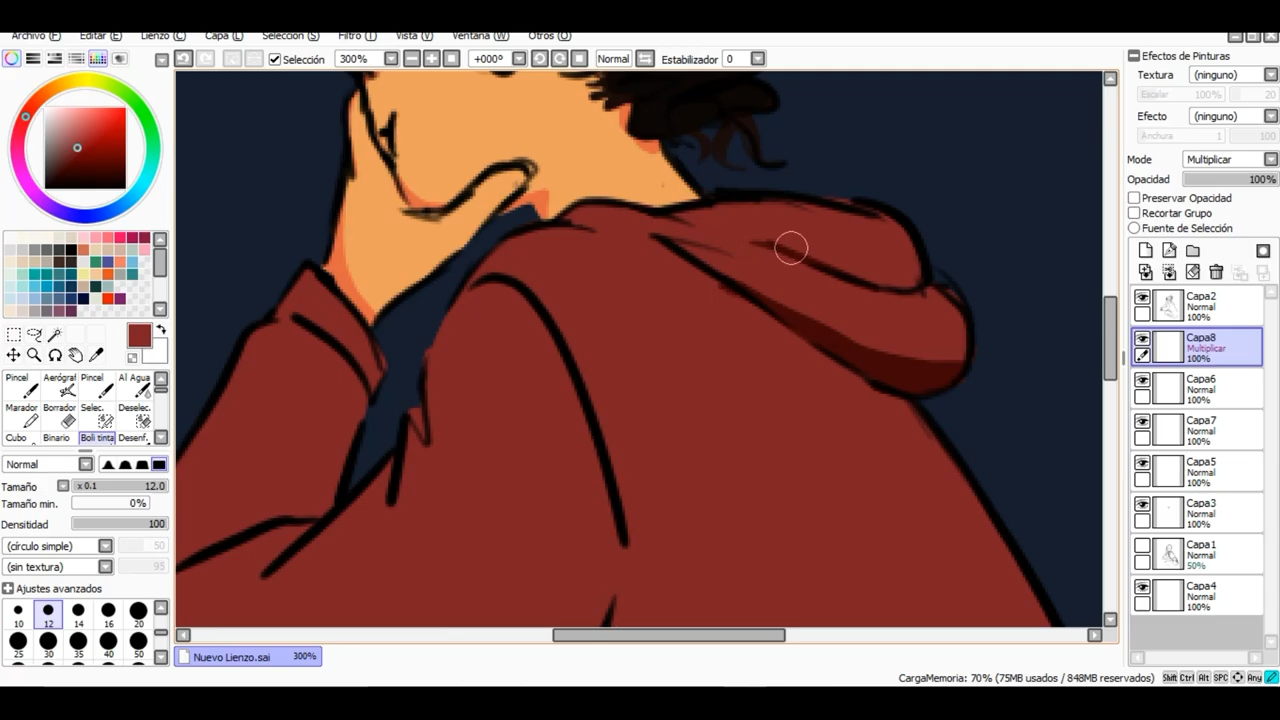 Archivo (F) Editar (E) Lienzo (C) Capa (L) Selección (S) Filtro (T) Vista (V) Ventana (W) Otros (O)
Selección 300% +000º Normal Estabilizador 0
Efectos de Pinturas
Textura (ninguno)
Escalar 100% 20
Efecto (ninguno)
Anchura 1 100
Mode Multiplicar
Opacidad 100%
Preservar Opacidad
Recortar Grupo
Fuente de Selección
Capa2
Normal
100%
Capa8
Multiplicar
100%
Capa6
Normal
100%
Capa7
Normal
100%
Capa5
Normal
100%
Capa3
Normal
100%
Capa1
Normal
50%
Capa4
Normal
100%
Pincel Aerógraf Pincel Al Agua
Marador Borrador Selec. Deselec.
Cubo Binario Boli tinta Desenf.
Normal
Tamaño x 0.1 12.0
Tamaño min. 0%
Densitidad 100
(círculo simple) 50
(sin textura) 95
Ajustes avanzados
10 12 14 16 20
25 30 35 40 50
Nuevo Lienzo.sai 300%
CargaMemoria: 70% (75MB usados / 848MB reservados) Shift Ctrl Alt SPC Any